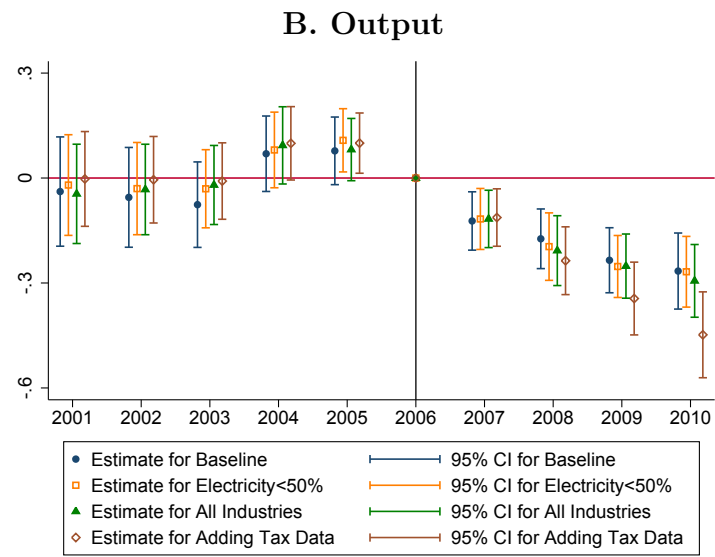 B. Output
.3
0
-.3
-.6
2001 2002 2003 2004 2005 2006 2007 2008 2009 2010
Estimate for Baseline 95% CI for Baseline
Estimate for Electricity<50% 95% CI for Electricity<50%
Estimate for All Industries 95% CI for All Industries
Estimate for Adding Tax Data 95% CI for Adding Tax Data